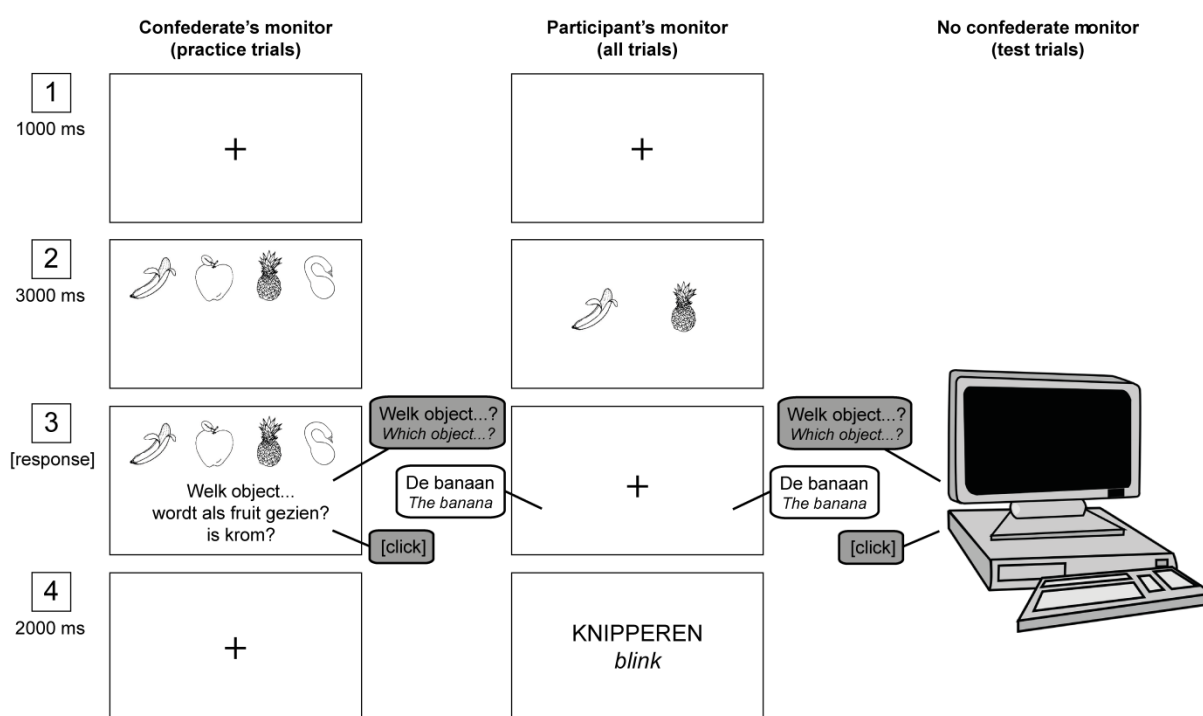 Confederate's monitor
(practice trials)
Participant's monitor
(all trials)
No confederate monitor
(test trials)
1
1000 ms
2
3000 ms
3
[response]
Welk object...
wordt als fruit gezien?
is krom?
Welk object...?
Which object...?
[click]
De banaan
The banana
De banaan
The banana
Welk object...?
Which object...?
[click]
4
2000 ms
KNIPPEREN
blink